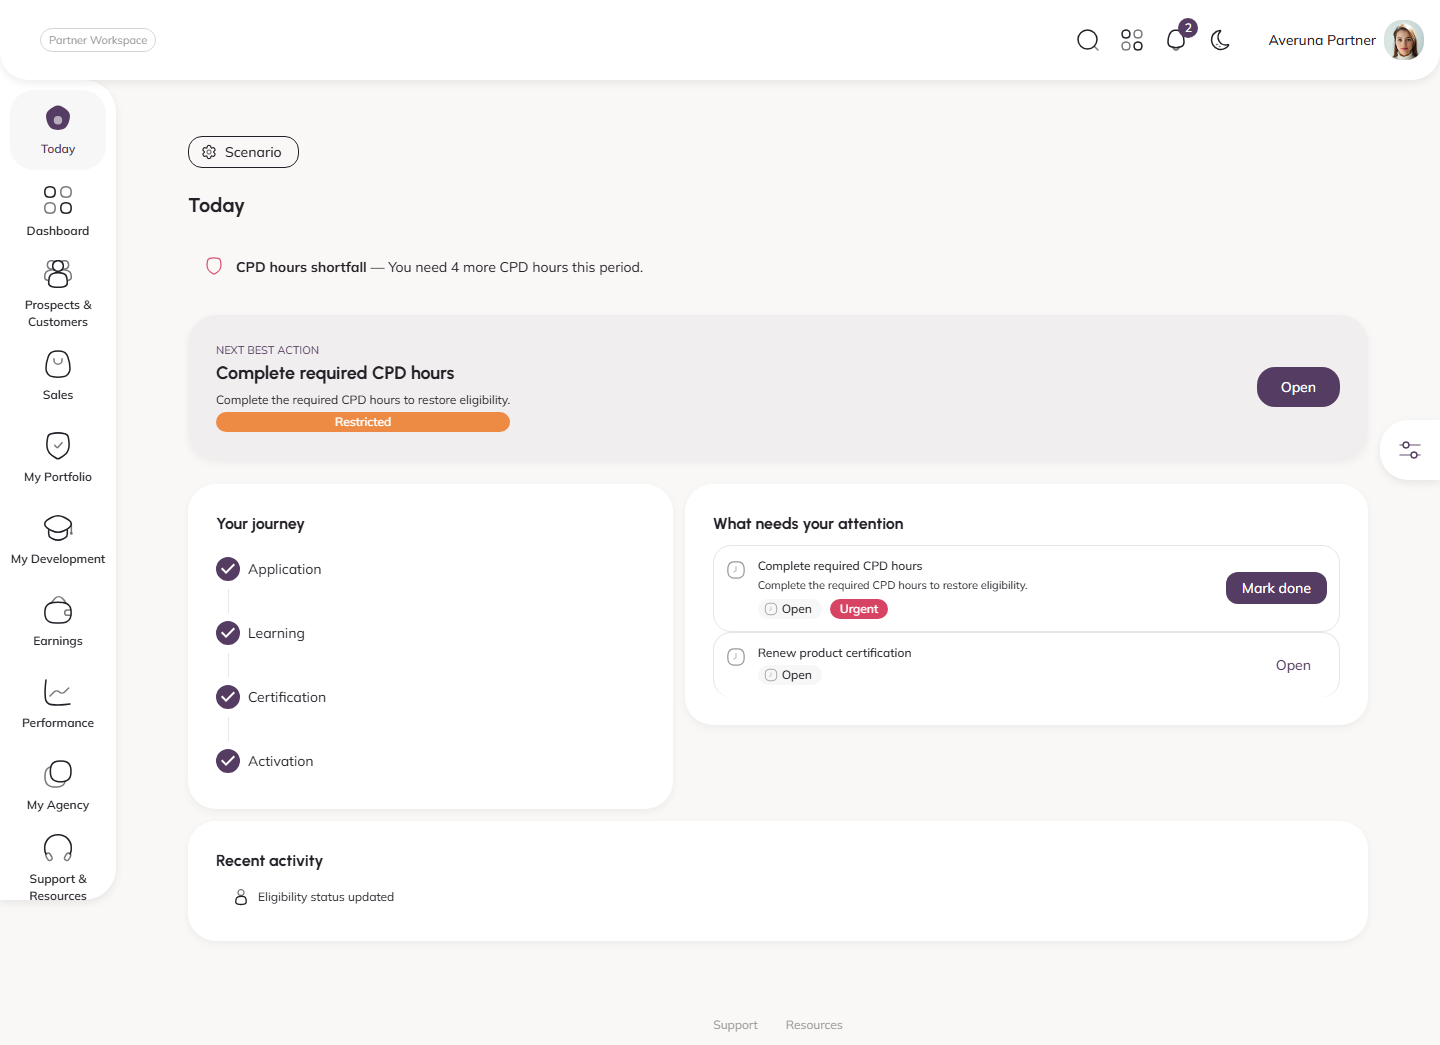 Partner Workspace
2
Averuna Partner
Today
Dashboard
Prospects &
Customers
Sales
My Portfolio
My Development
Earnings
Performance
My Agency
Support &
Resources
Scenario
Today
CPD hours shortfall — You need 4 more CPD hours this period.
NEXT BEST ACTION
Complete required CPD hours
Complete the required CPD hours to restore eligibility.
Restricted
Open
Your journey
Application
Learning
Certification
Activation
What needs your attention
Complete required CPD hours
Complete the required CPD hours to restore eligibility.
Open
Urgent
Mark done
Renew product certification
Open
Open
Recent activity
Eligibility status updated
Support
Resources